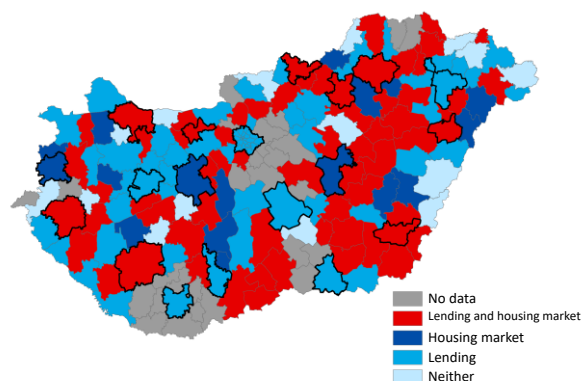 No data
Lending and housing market
Housing market
Lending
Neither